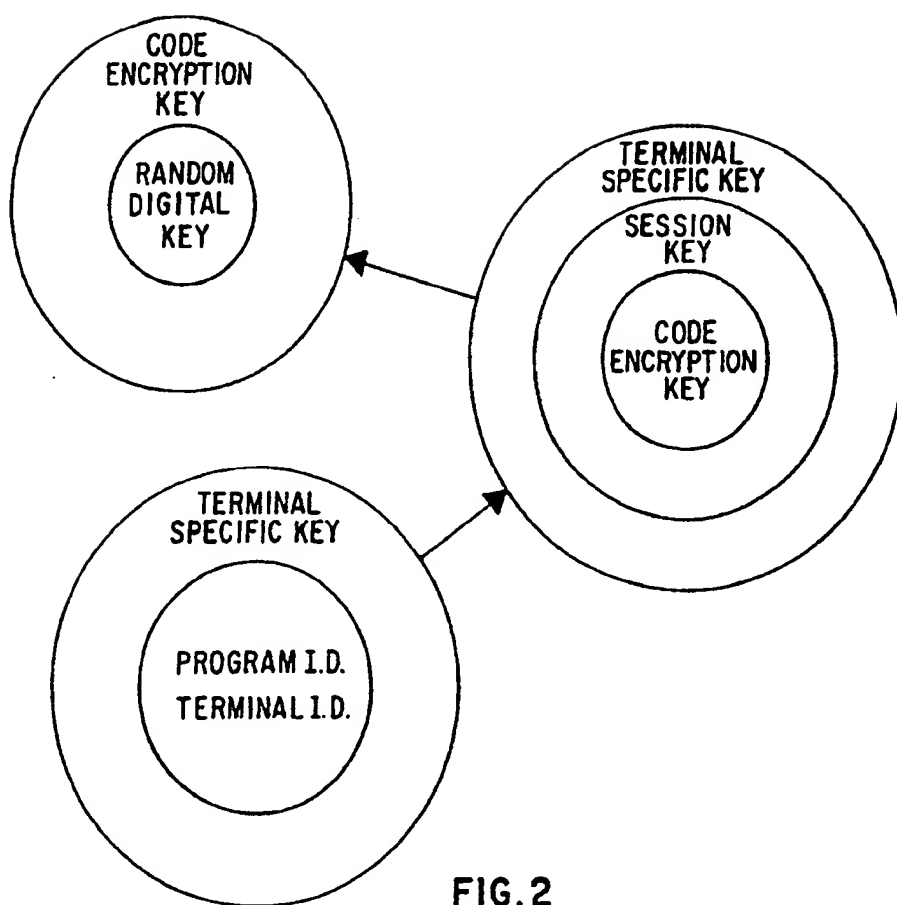 CODE
ENCRYPTION
KEY
RANDOM
DIGITAL
KEY
TERMINAL
SPECIFIC KEY
SESSION
KEY
CODE
ENCRYPTION
KEY
TERMINAL
SPECIFIC KEY
PROGRAM I.D.
TERMINAL I.D.
FIG. 2